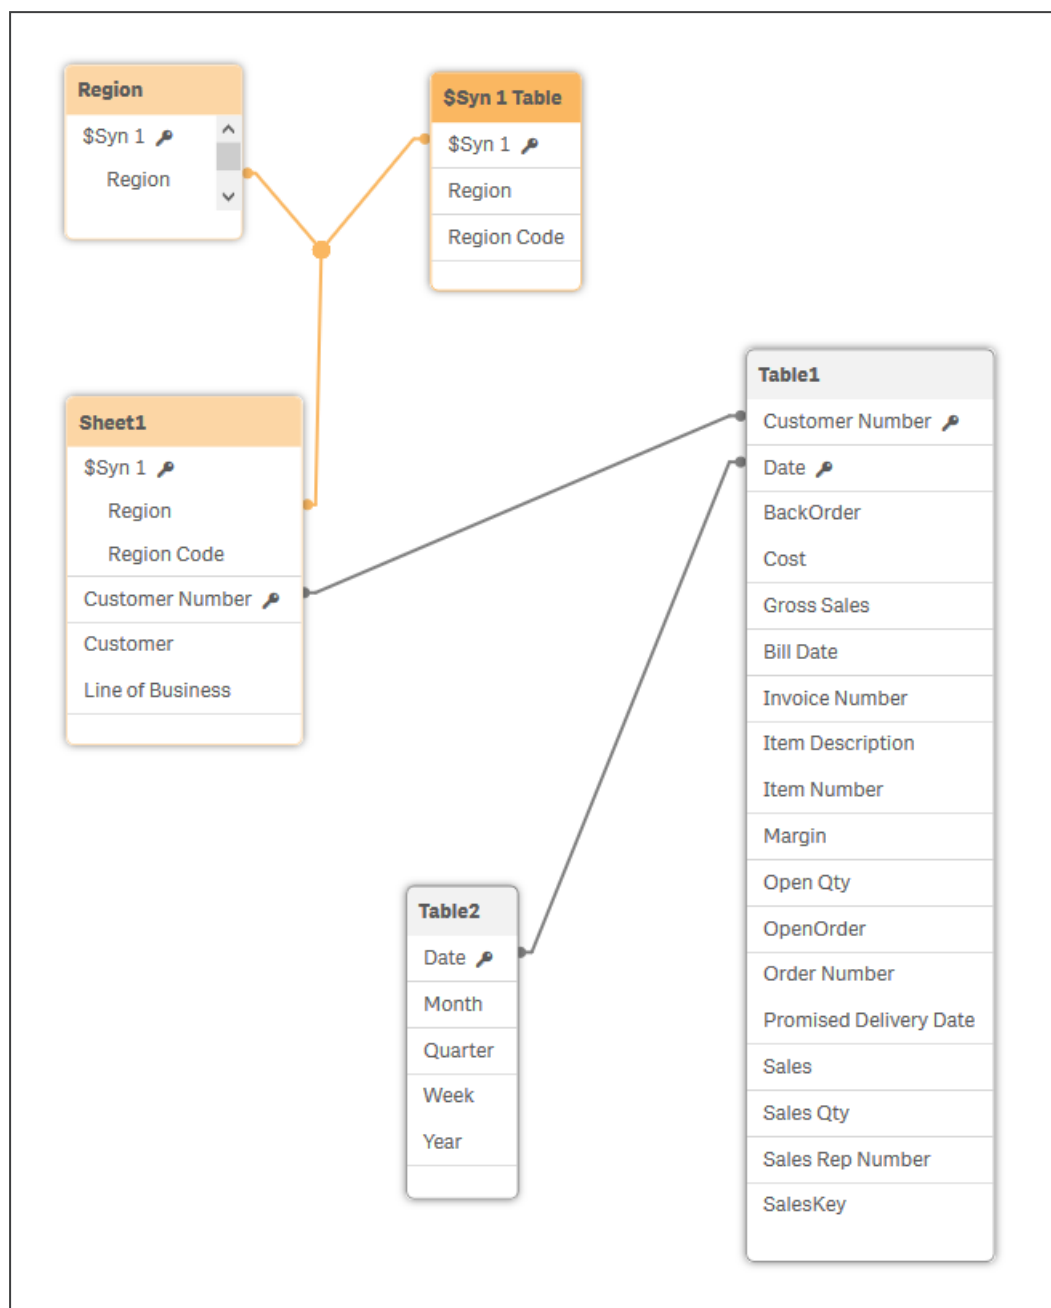 Region
$Syn 1
Region
$Syn 1 Table
$Syn 1
Region
Region Code
Sheet1
$Syn 1
Region
Region Code
Customer Number
Customer
Line of Business
Table1
Customer Number
Date
BackOrder
Cost
Gross Sales
Bill Date
Invoice Number
Item Description
Item Number
Margin
Open Qty
OpenOrder
Order Number
Promised Delivery Date
Sales
Sales Qty
Sales Rep Number
SalesKey
Table2
Date
Month
Quarter
Week
Year